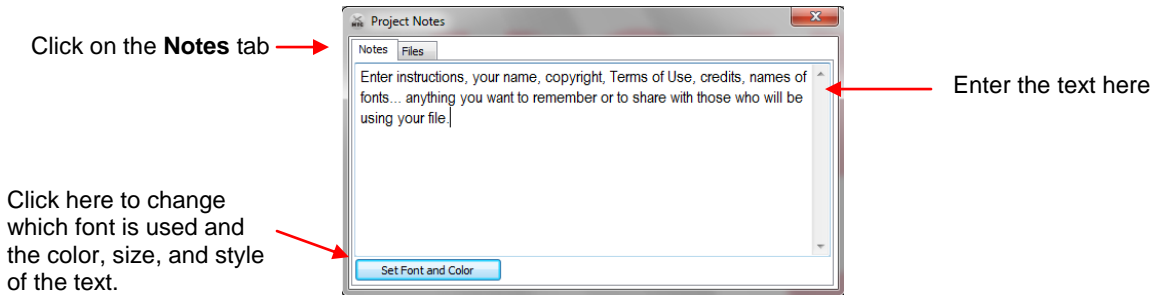 Project Notes
Click on the Notes tab
Notes Files
Enter instructions, your name, copyright, Terms of Use, credits, names of
fonts... anything you want to remember or to share with those who will be
using your file.
Enter the text here
Click here to change
which font is used and
the color, size, and style
of the text.
Set Font and Color